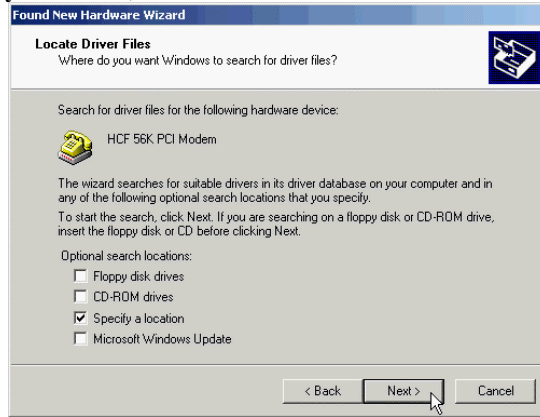 Found New Hardware Wizard
Locate Driver Files
Where do you want Windows to search for driver files?
Search for driver files for the following hardware device:
HCF 56K PCI Modem
The wizard searches for suitable drivers in its driver database on your computer and in
any of the following optional search locations that you specify.
To start the search, click Next. If you are searching on a floppy disk or CD-ROM drive,
insert the floppy disk or CD before clicking Next.
Optional search locations:
Floppy disk drives
CD-ROM drives
Specify a location
Microsoft Windows Update
< Back Next > Cancel